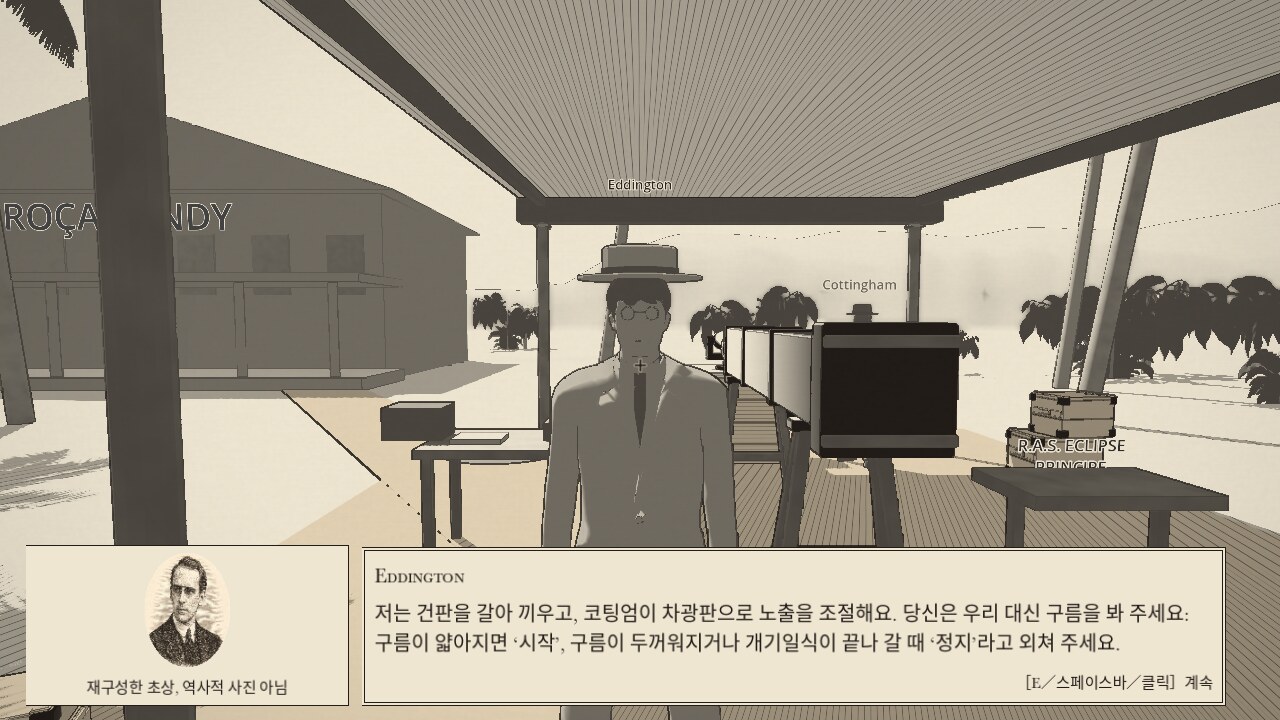 Eddington
ROÇA NDY
Cottingham
R.A.S. ECLIPSE
PRINCIPE
EDDINGTON
저는 건판을 갈아 끼우고, 코팅엄이 차광판으로 노출을 조절해요. 당신은 우리 대신 구름을 봐 주세요:
구름이 얇아지면 ‘시작’, 구름이 두꺼워지거나 개기일식이 끝나 갈 때 ‘정지’라고 외쳐 주세요.
재구성한 초상, 역사적 사진 아님
[E/스페이스바/클릭] 계속